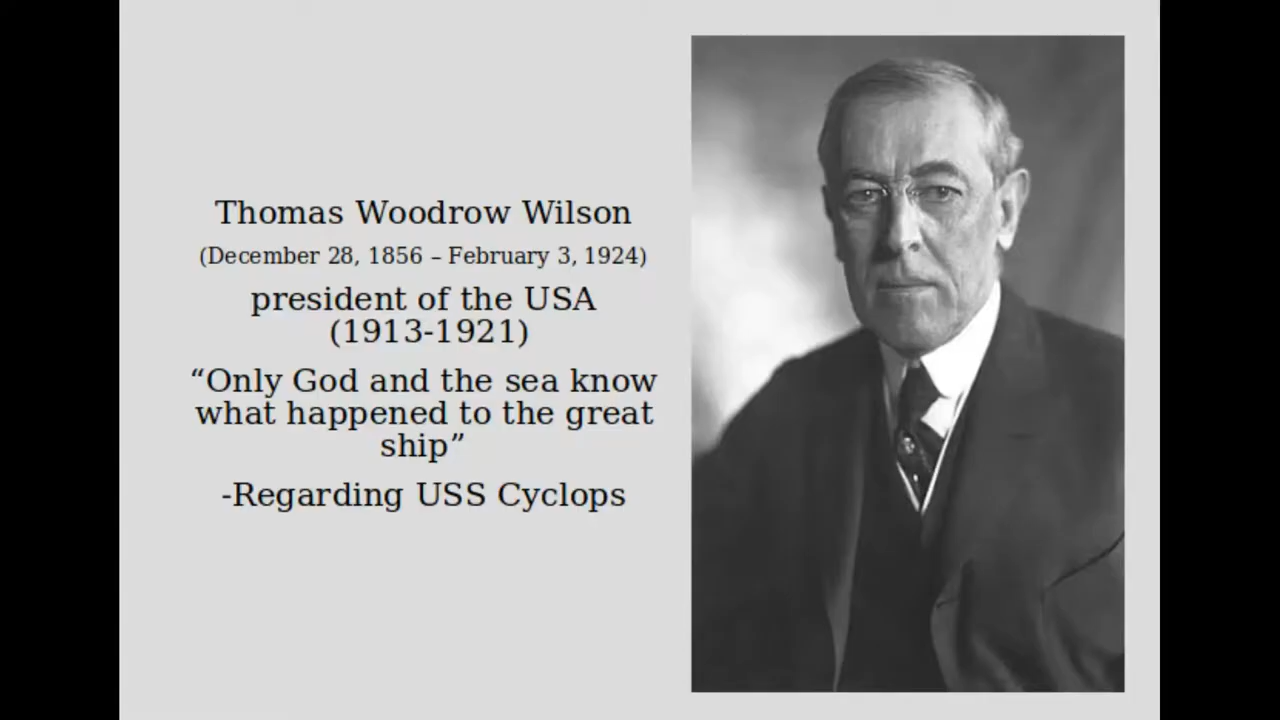 Thomas Woodrow Wilson
(December 28, 1856 – February 3, 1924)
president of the USA
(1913-1921)
“Only God and the sea know
what happened to the great
ship”
-Regarding USS Cyclops